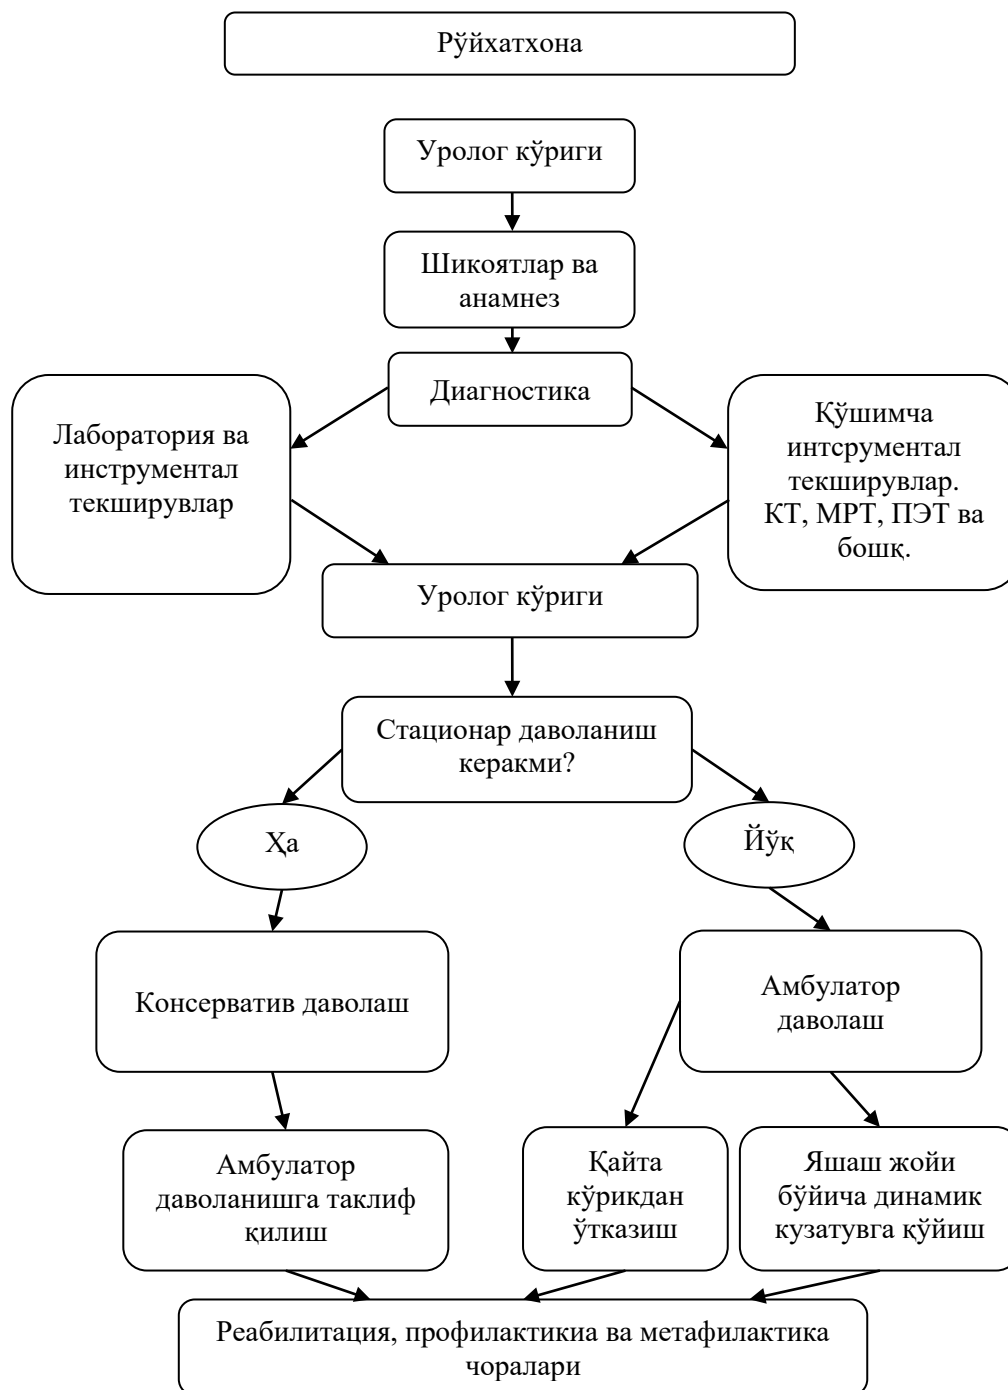 Рўйхатхона
Уролог кўриги
Шикоятлар ва
анамнез
Диагностика
Лаборатория ва
инструментал
текширувлар
Қўшимча
интсрументал
текширувлар.
КТ, МРТ, ПЭТ ва
бошқ.
Уролог кўриги
Стационар даволаниш
керакми?
Ҳа
Йўқ
Консерватив даволаш
Амбулатор
даволаш
Амбулатор
даволанишга таклиф
қилиш
Қайта
кўрикдан
ўтказиш
Яшаш жойи
бўйича динамик
кузатувга қўйиш
Реабилитация, профилактикиа ва метафилактика
чоралари